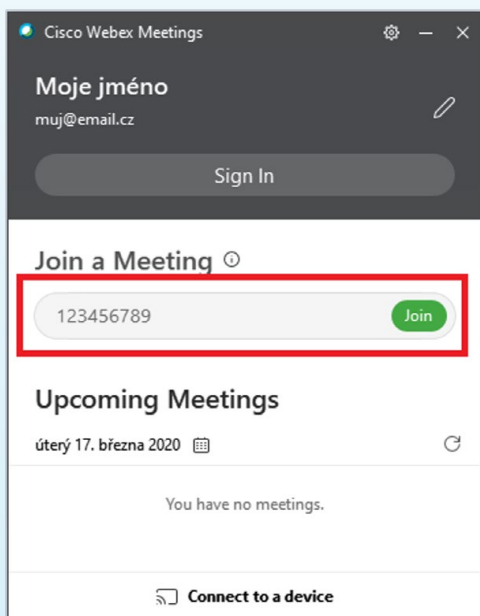 Cisco Webex Meetings
Moje jméno
muj@email.cz
Sign In
Join a Meeting
123456789 Join
Upcoming Meetings
úterý 17. března 2020
You have no meetings.
Connect to a device